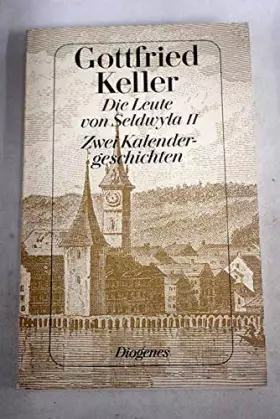 Gottfried
Keller
Die Leute
von Seldwyla II
Zwei Kalender-
geschichten
Diogenes